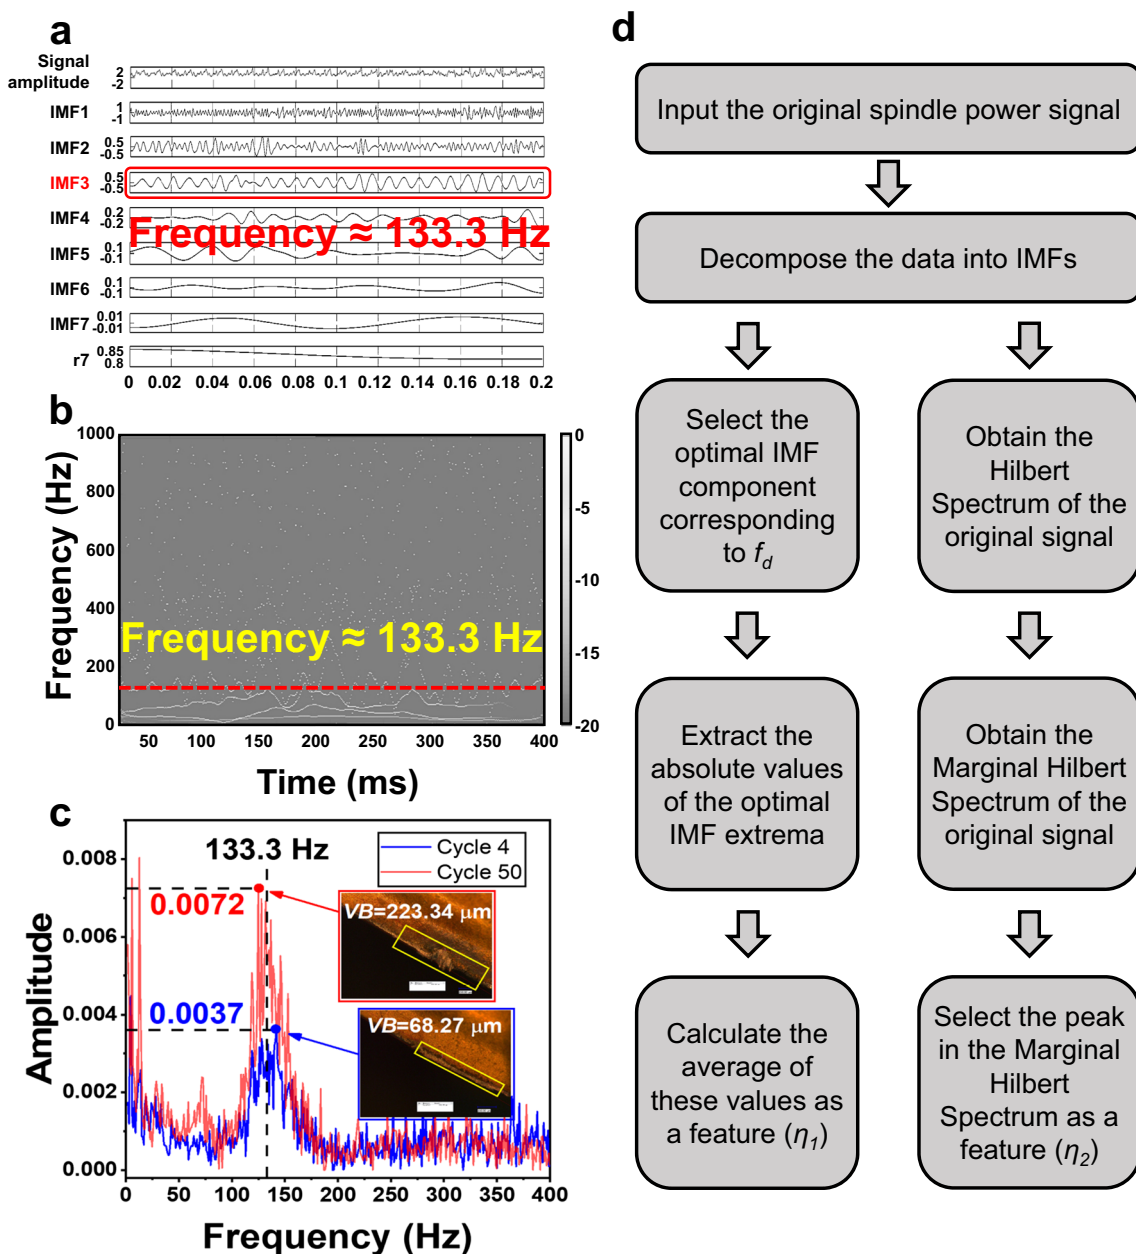 a
Signal
amplitude
2
-2
IMF1
1
-1
IMF2
0.5
-0.5
IMF3
0.5
-0.5
IMF4
0.2
-0.2
Frequency ≈ 133.3 Hz
IMF5
0.1
-0.1
IMF6
0.1
-0.1
IMF7
0.01
-0.01
r7
0.85
0.8
0 0.02 0.04 0.06 0.08 0.1 0.12 0.14 0.16 0.18 0.2
b
Frequency (Hz)
1000
800
600
400
200
0
Frequency ≈ 133.3 Hz
0
-5
-10
-15
-20
50 100 150 200 250 300 350 400
Time (ms)
c
Amplitude
0.008
0.006
0.004
0.002
0.000
133.3 Hz
Cycle 4
Cycle 50
0.0072
VB=223.34 μm
0.0037
VB=68.27 μm
0 50 100 150 200 250 300 350 400
Frequency (Hz)
d
Input the original spindle power signal
Decompose the data into IMFs
Select the
optimal IMF
component
corresponding
to fd
Extract the
absolute values
of the optimal
IMF extrema
Calculate the
average of
these values as
a feature (η1)
Obtain the
Hilbert
Spectrum of the
original signal
Obtain the
Marginal Hilbert
Spectrum of the
original signal
Select the peak
in the Marginal
Hilbert
Spectrum as a
feature (η2)